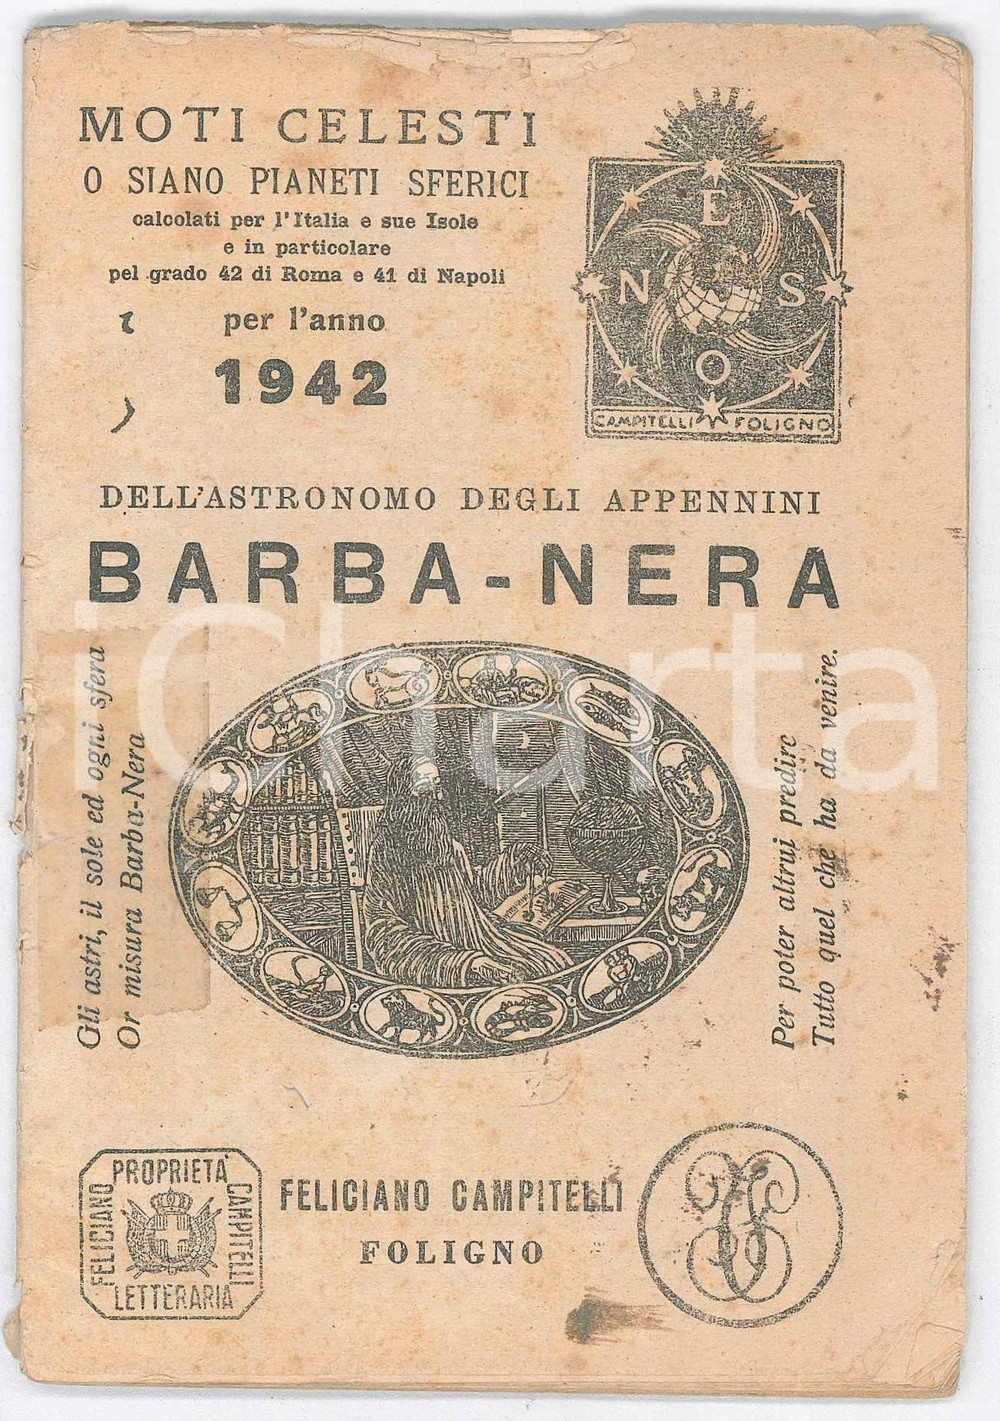 MOTI CELESTI
O SIANO PIANETI SFERICI
calcolati per l'Italia e sue Isole
e in particolare
pel grado 42 di Roma e 41 di Napoli
per l'anno
1942
E
N S
O
CAMPITELLI FOLIGNO
DELL'ASTRONOMO DEGLI APPENNINI
BARBA-NERA
Gli astri, il sole ed ogni sfera
Or misura Barba-Nera
Per poter altrui predire
Tutto quel che ha da venire.
iCharta
PROPRIETÀ
FELICIANO
CAMPITELLI
LETTERARIA
FELICIANO CAMPITELLI
FOLIGNO